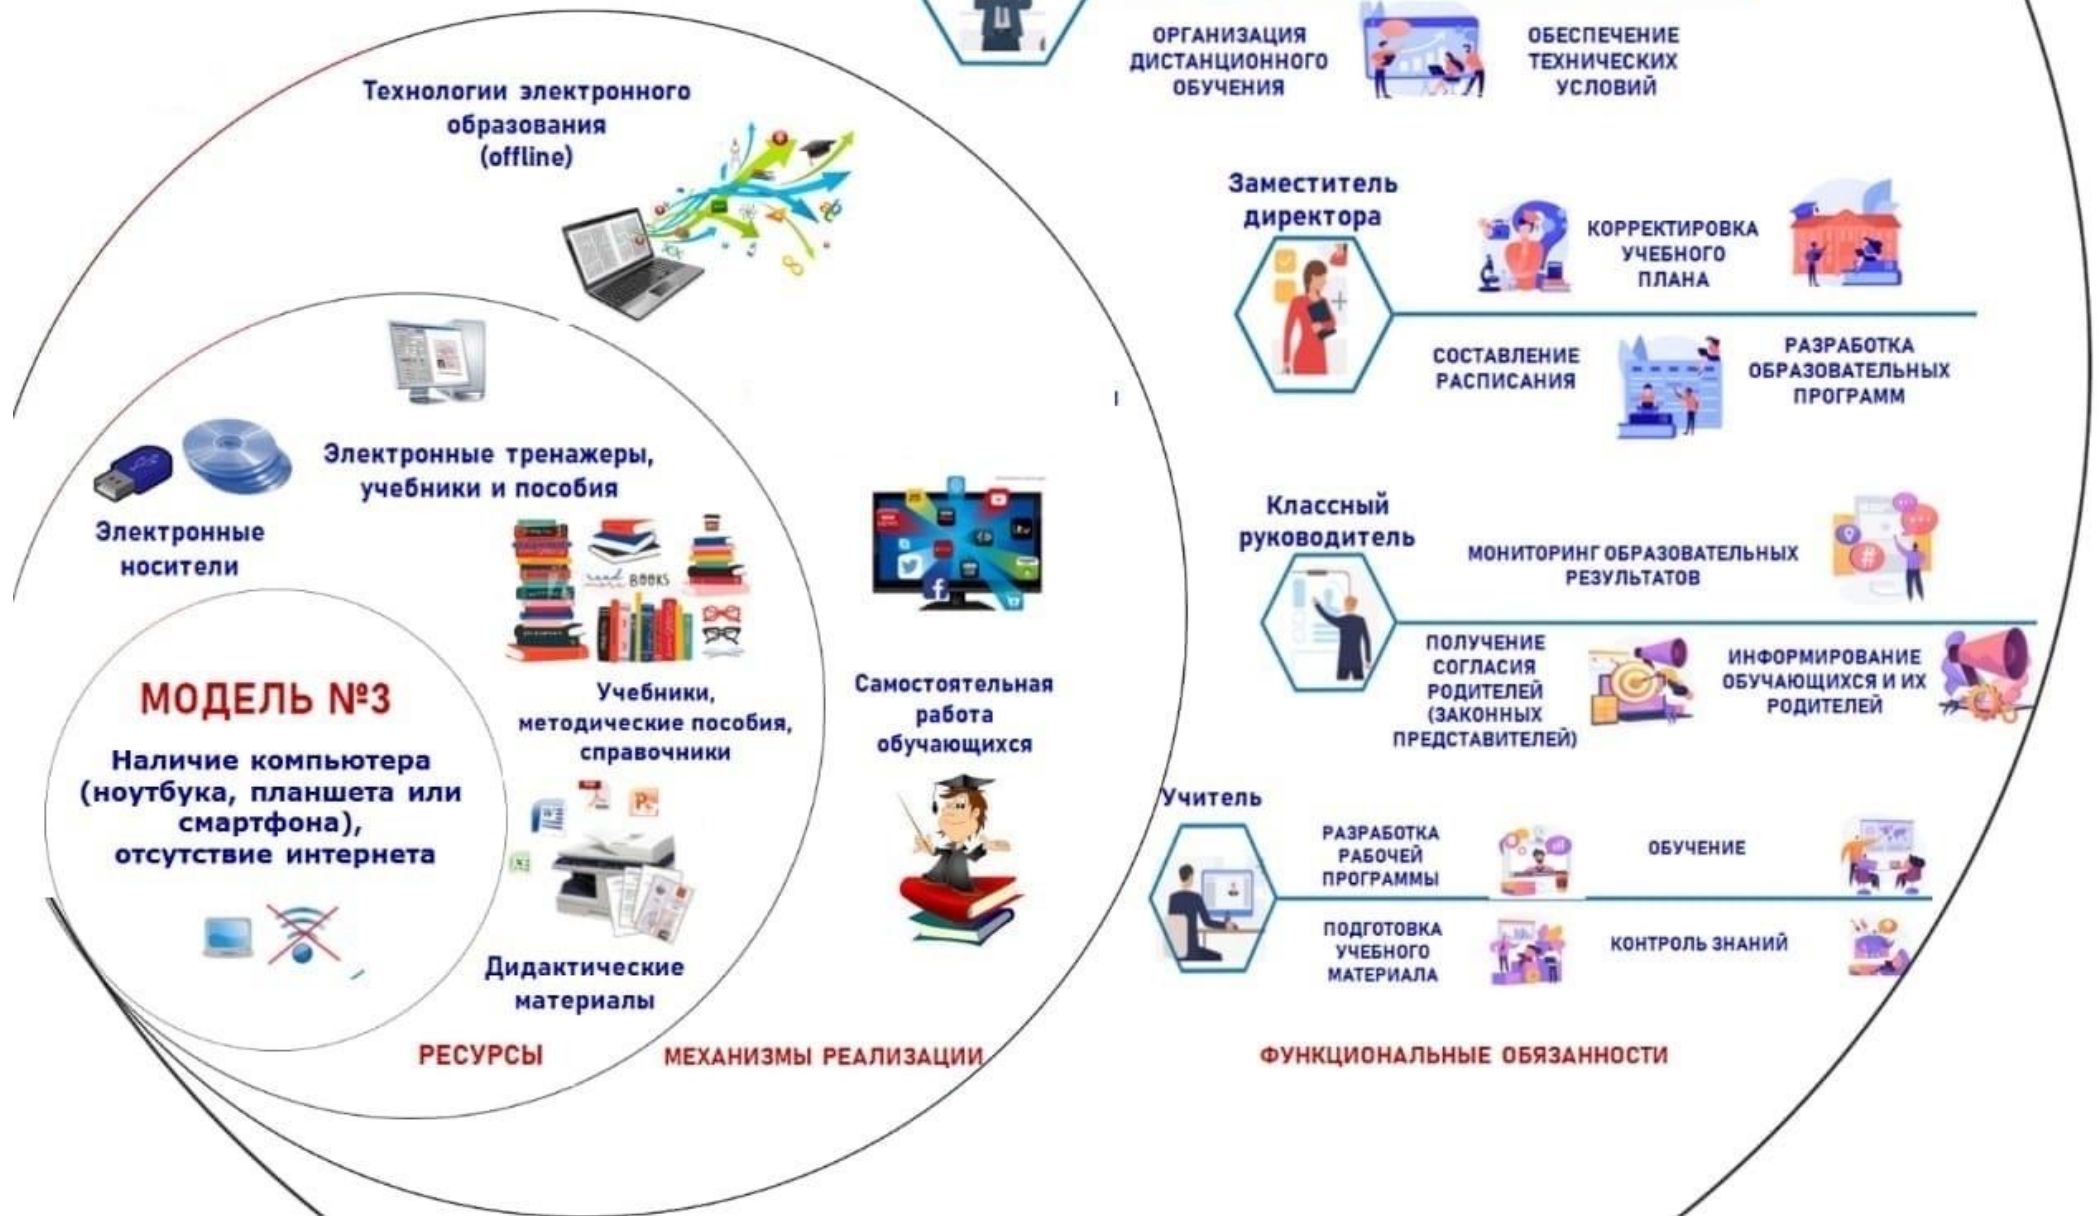 ОРГАНИЗАЦИЯ
ДИСТАНЦИОННОГО
ОБУЧЕНИЯ
ОБЕСПЕЧЕНИЕ
ТЕХНИЧЕСКИХ
УСЛОВИЙ
Технологии электронного
образования
(offline)
Заместитель
директора
КОРРЕКТИРОВКА
УЧЕБНОГО
ПЛАНА
СОСТАВЛЕНИЕ
РАСПИСАНИЯ
РАЗРАБОТКА
ОБРАЗОВАТЕЛЬНЫХ
ПРОГРАММ
Электронные тренажеры,
учебники и пособия
Электронные
носители
read
more BOOKS
Классный
руководитель
МОНИТОРИНГ ОБРАЗОВАТЕЛЬНЫХ
РЕЗУЛЬТАТОВ
ПОЛУЧЕНИЕ
СОГЛАСИЯ
РОДИТЕЛЕЙ
(ЗАКОННЫХ
ПРЕДСТАВИТЕЛЕЙ)
ИНФОРМИРОВАНИЕ
ОБУЧАЮЩИХСЯ И ИХ
РОДИТЕЛЕЙ
МОДЕЛЬ №3
Наличие компьютера
(ноутбука, планшета или
смартфона),
отсутствие интернета
Учебники,
методические пособия,
справочники
Самостоятельная
работа
обучающихся
Дидактические
материалы
Учитель
РАЗРАБОТКА
РАБОЧЕЙ
ПРОГРАММЫ
ОБУЧЕНИЕ
ПОДГОТОВКА
УЧЕБНОГО
МАТЕРИАЛА
КОНТРОЛЬ ЗНАНИЙ
РЕСУРСЫ
МЕХАНИЗМЫ РЕАЛИЗАЦИИ
ФУНКЦИОНАЛЬНЫЕ ОБЯЗАННОСТИ